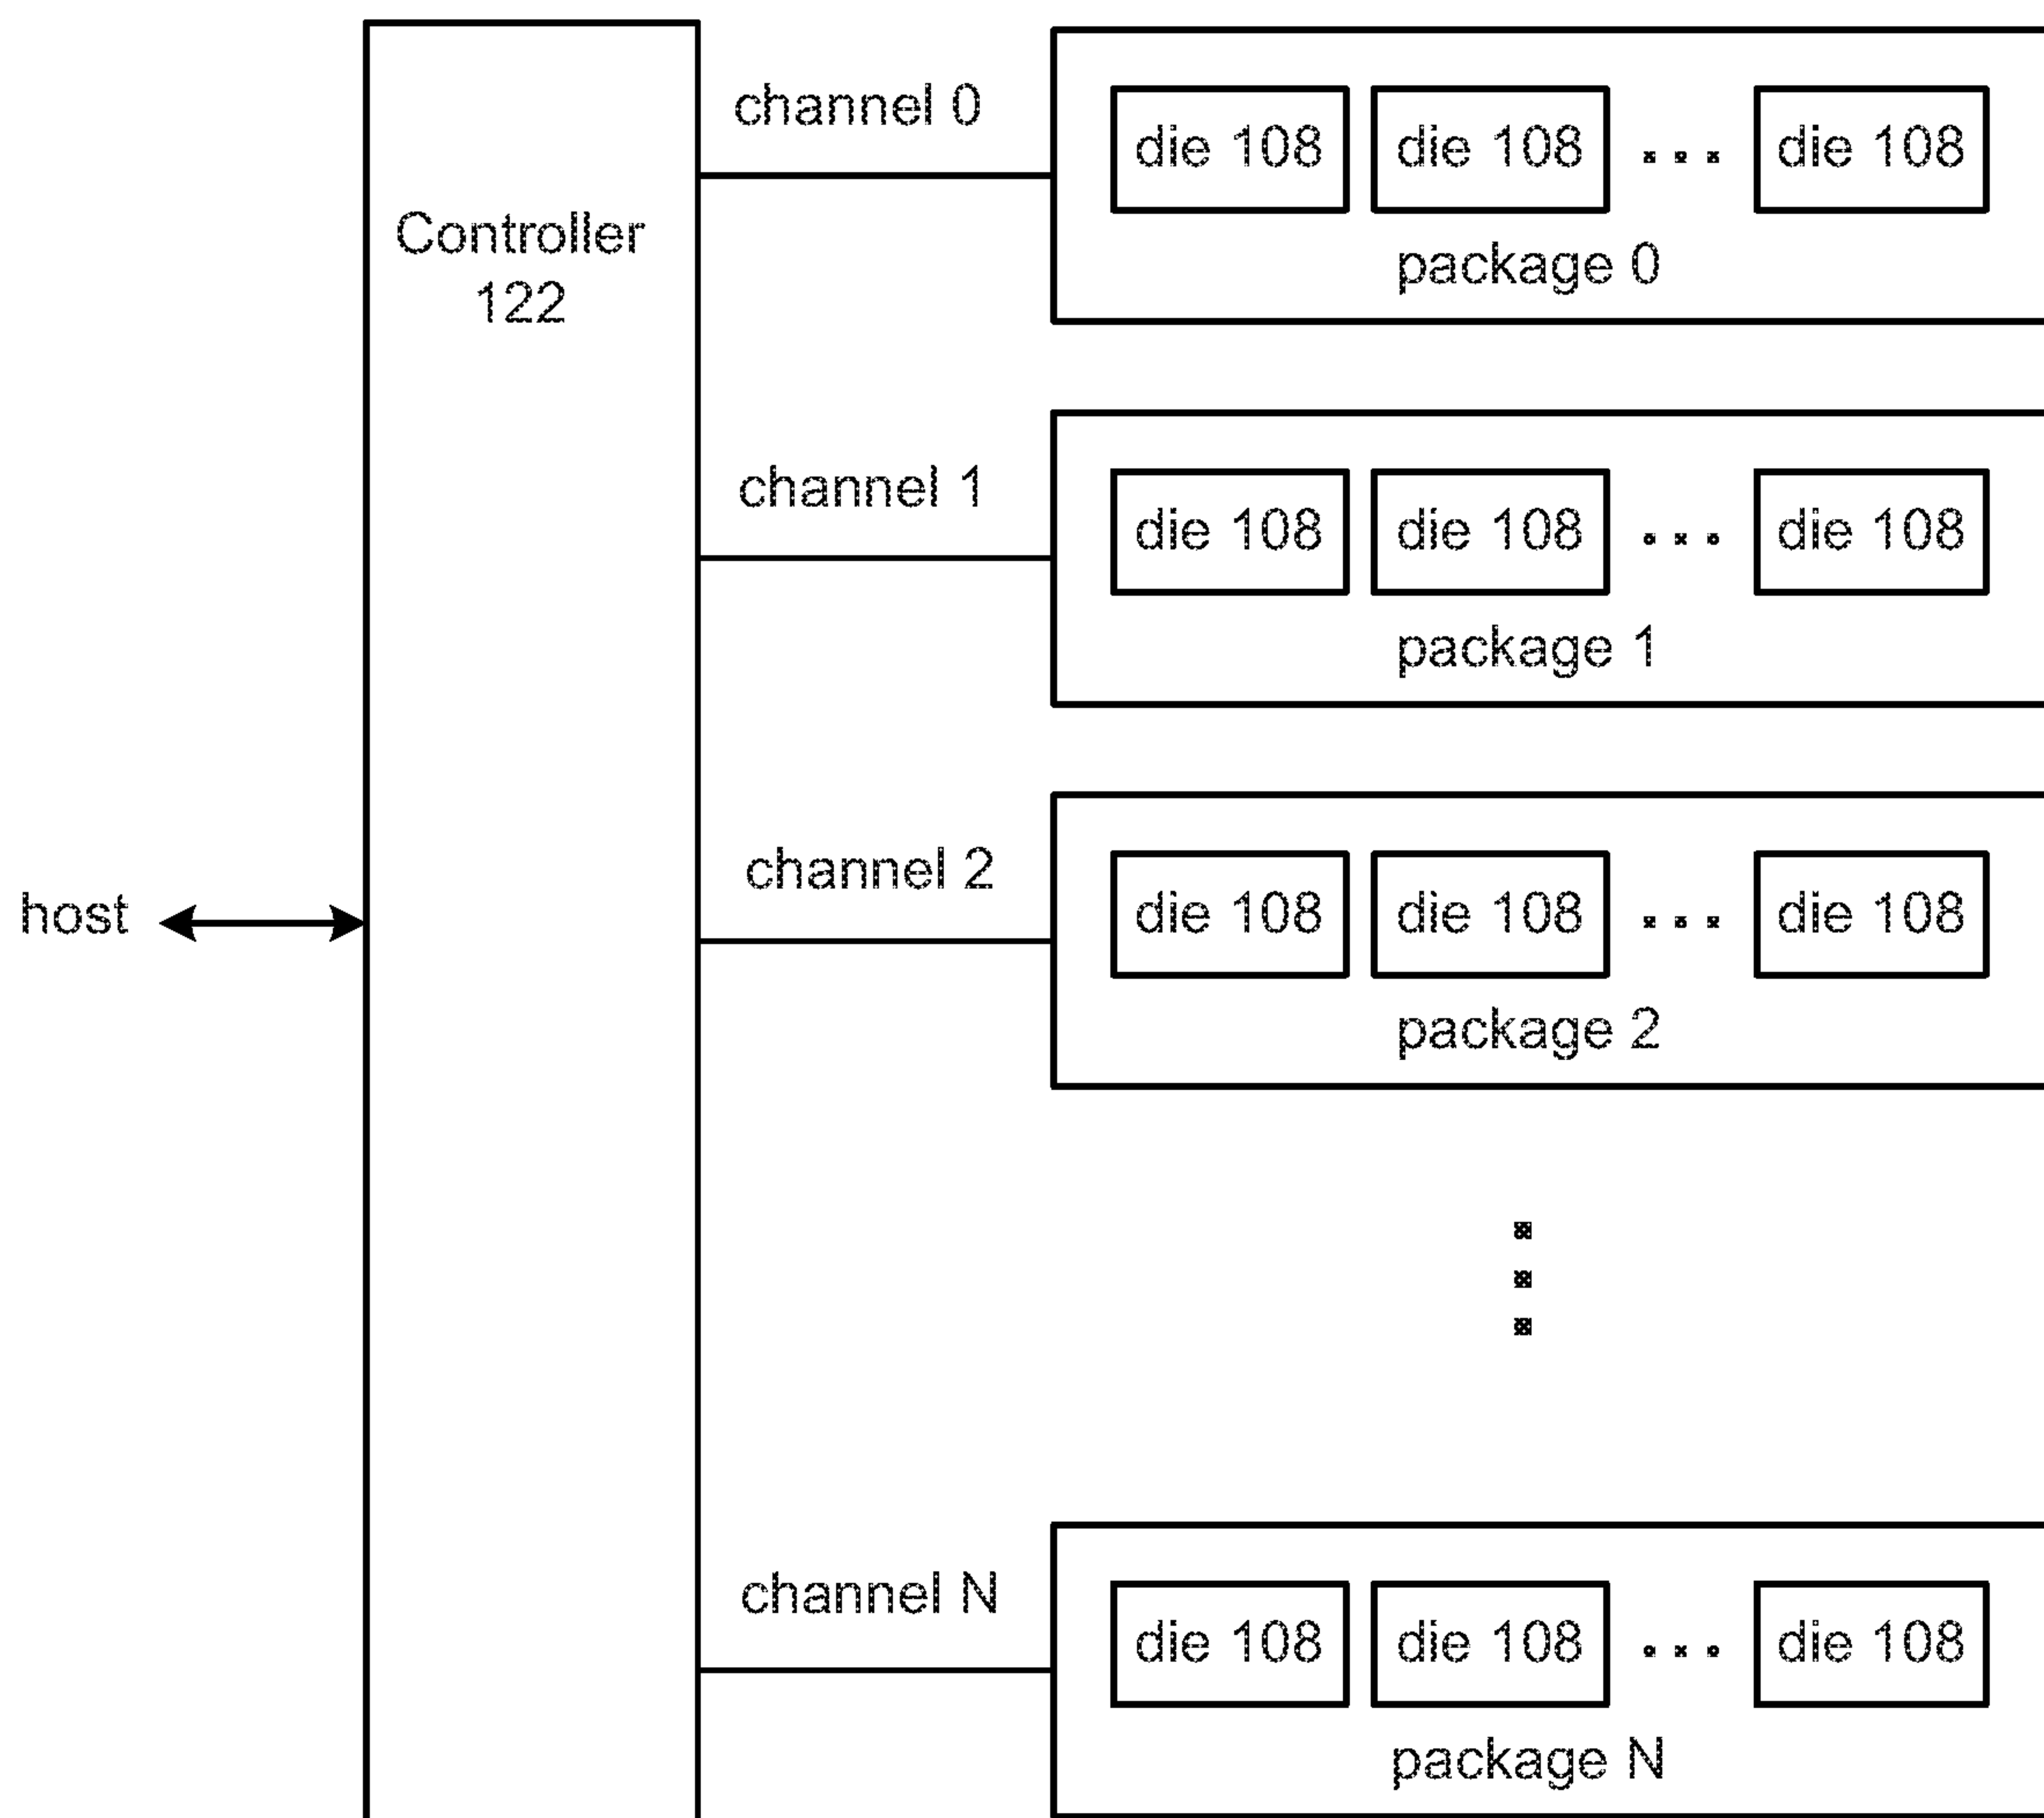 Controller
122
host
channel 0
die 108 die 108 ... die 108
package 0
channel 1
die 108 die 108 ... die 108
package 1
channel 2
die 108 die 108 ... die 108
package 2
channel N
die 108 die 108 ... die 108
package N